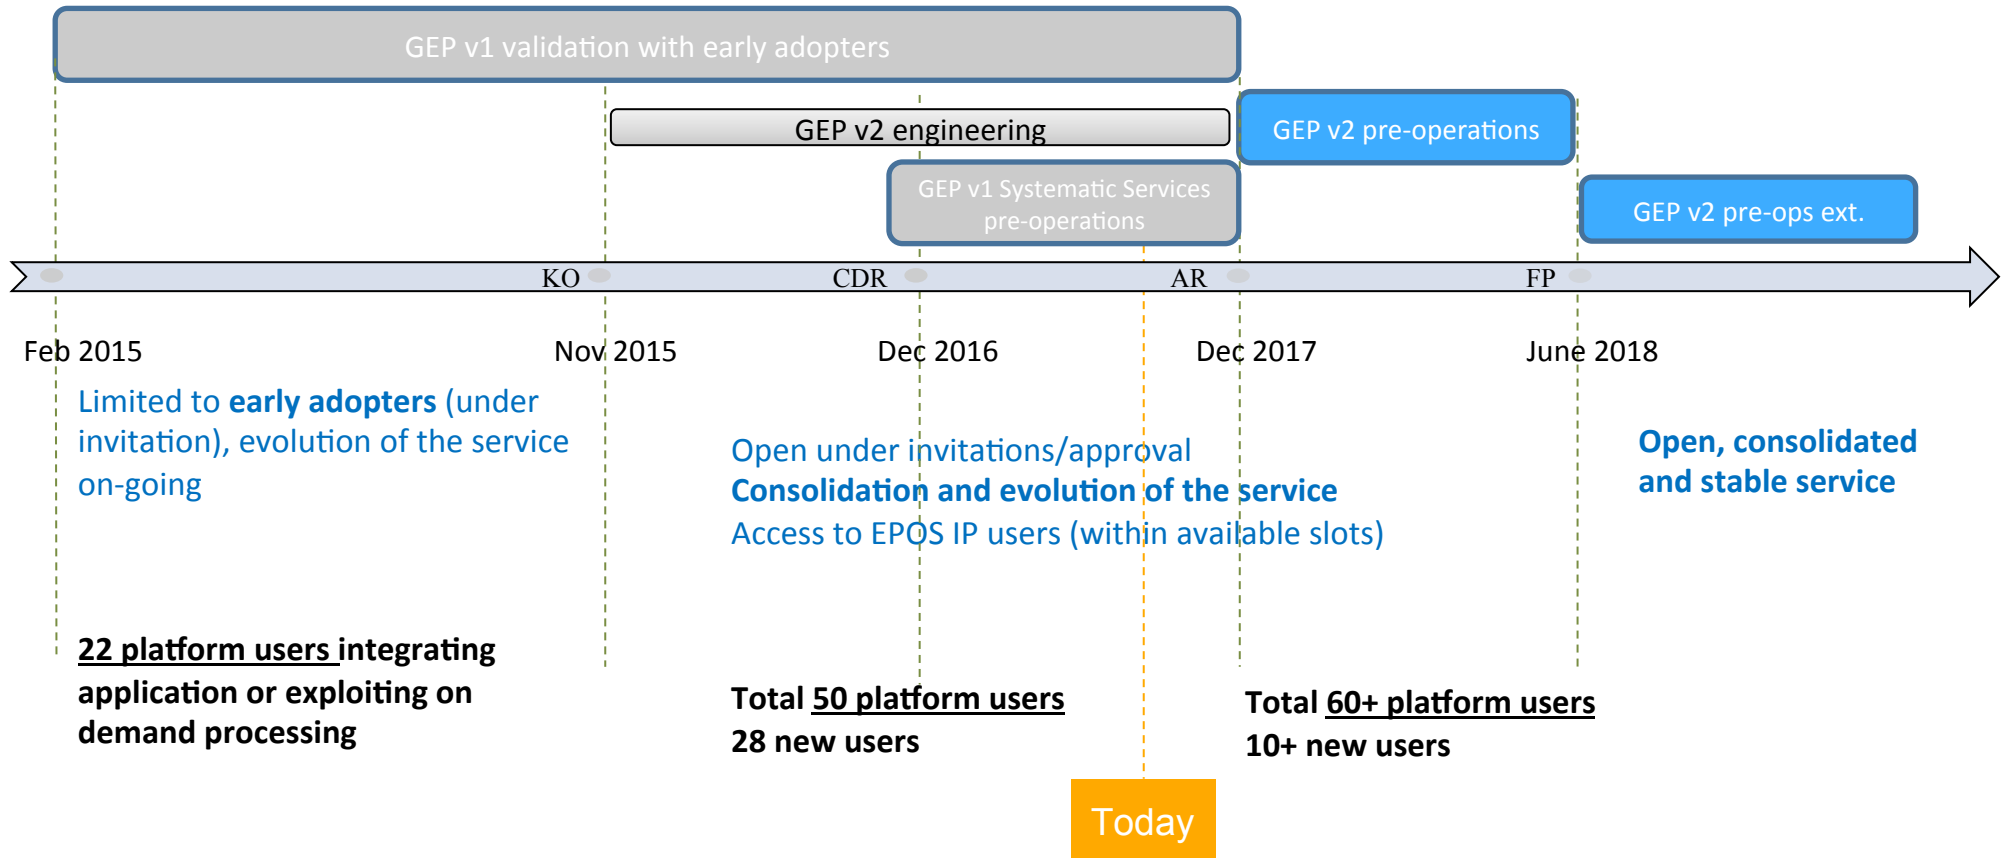 GEP v1 validation with early adopters
GEP v2 engineering
GEP v2 pre-operations
GEP v1 Systematic Services
pre-operations
GEP v2 pre-ops ext.
KO
CDR
AR
FP
Feb 2015
Nov 2015
Dec 2016
Dec 2017
June 2018
Limited to early adopters (under
invitation), evolution of the service
on-going
Open under invitations/approval
Consolidation and evolution of the service
Access to EPOS IP users (within available slots)
Open, consolidated
and stable service
22 platform users integrating
application or exploiting on
demand processing
Total 50 platform users
28 new users
Total 60+ platform users
10+ new users
Today